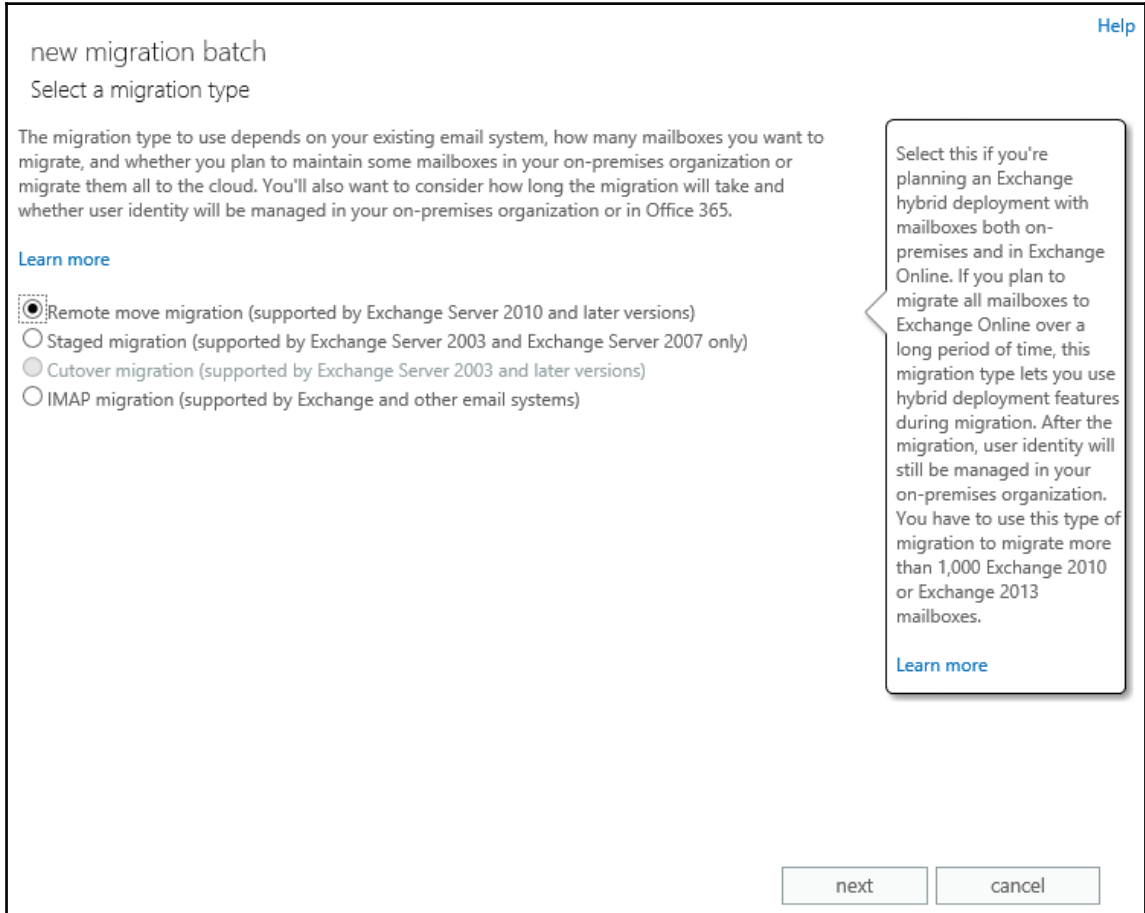 Help
new migration batch
Select a migration type
The migration type to use depends on your existing email system, how many mailboxes you want to
migrate, and whether you plan to maintain some mailboxes in your on-premises organization or
migrate them all to the cloud. You'll also want to consider how long the migration will take and
whether user identity will be managed in your on-premises organization or in Office 365.
Learn more
Remote move migration (supported by Exchange Server 2010 and later versions)
Staged migration (supported by Exchange Server 2003 and Exchange Server 2007 only)
Cutover migration (supported by Exchange Server 2003 and later versions)
IMAP migration (supported by Exchange and other email systems)
Select this if you're
planning an Exchange
hybrid deployment with
mailboxes both on-
premises and in Exchange
Online. If you plan to
migrate all mailboxes to
Exchange Online over a
long period of time, this
migration type lets you use
hybrid deployment features
during migration. After the
migration, user identity will
still be managed in your
on-premises organization.
You have to use this type of
migration to migrate more
than 1,000 Exchange 2010
or Exchange 2013
mailboxes.
Learn more
next
cancel